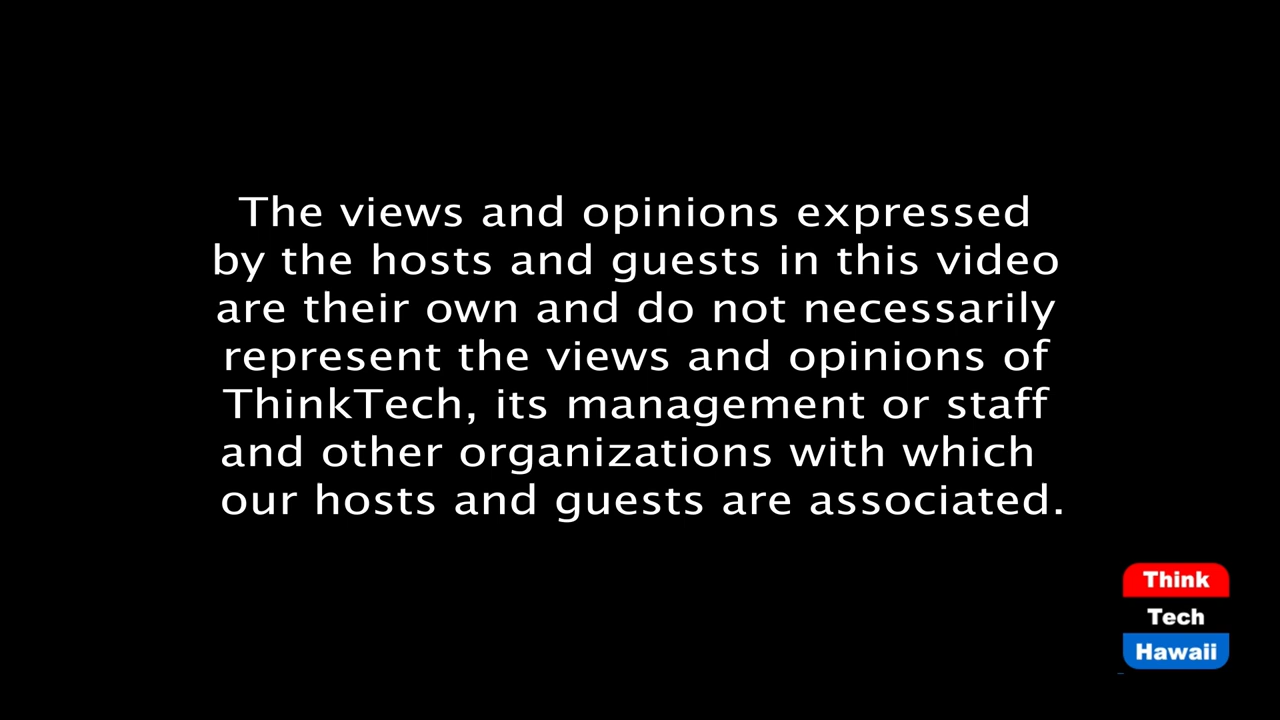 The views and opinions expressed
by the hosts and guests in this video
are their own and do not necessarily
represent the views and opinions of
ThinkTech, its management or staff
and other organizations with which
our hosts and guests are associated.
Think
Tech
Hawaii